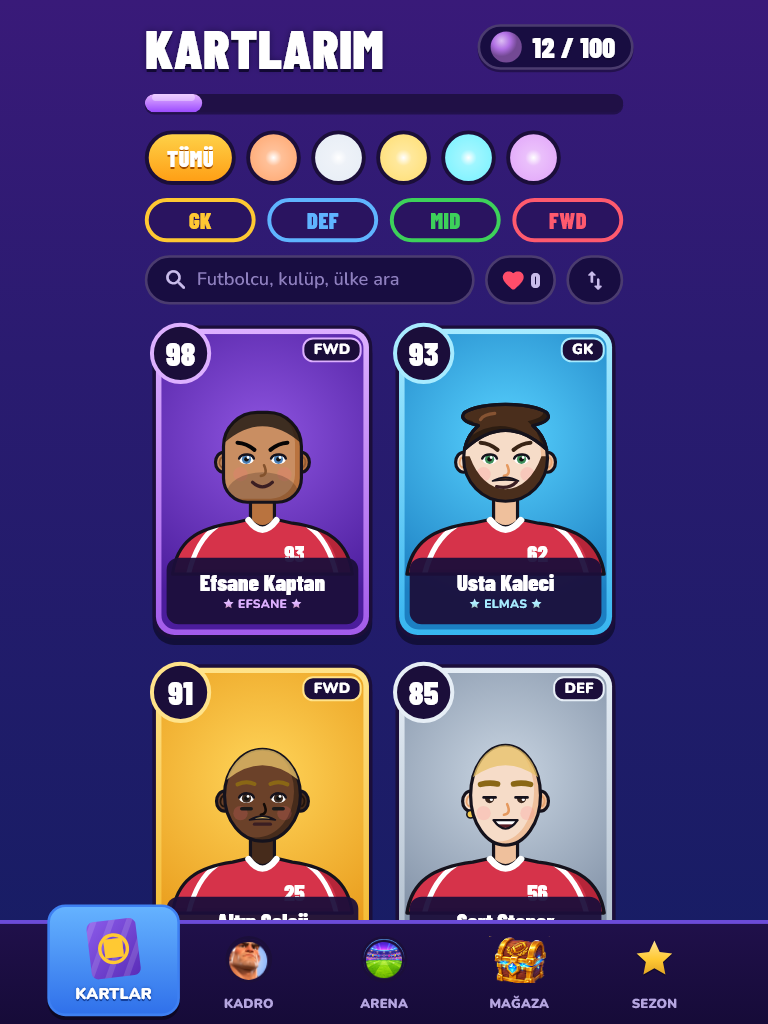 KARTLARIM
12 / 100
TÜMÜ
GK
DEF
MID
FWD
Futbolcu, kulüp, ülke ara
0
98
FWD
93
Efsane Kaptan
★ EFSANE ★
93
GK
62
Usta Kaleci
★ ELMAS ★
91
FWD
25
85
DEF
56
KARTLAR
KADRO
ARENA
MAĞAZA
SEZON